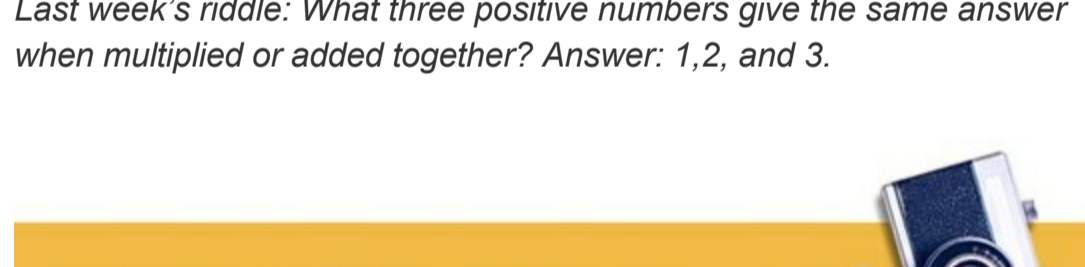 Last week's riddle: What three positive numbers give the same answer
when multiplied or added together? Answer: 1,2, and 3.